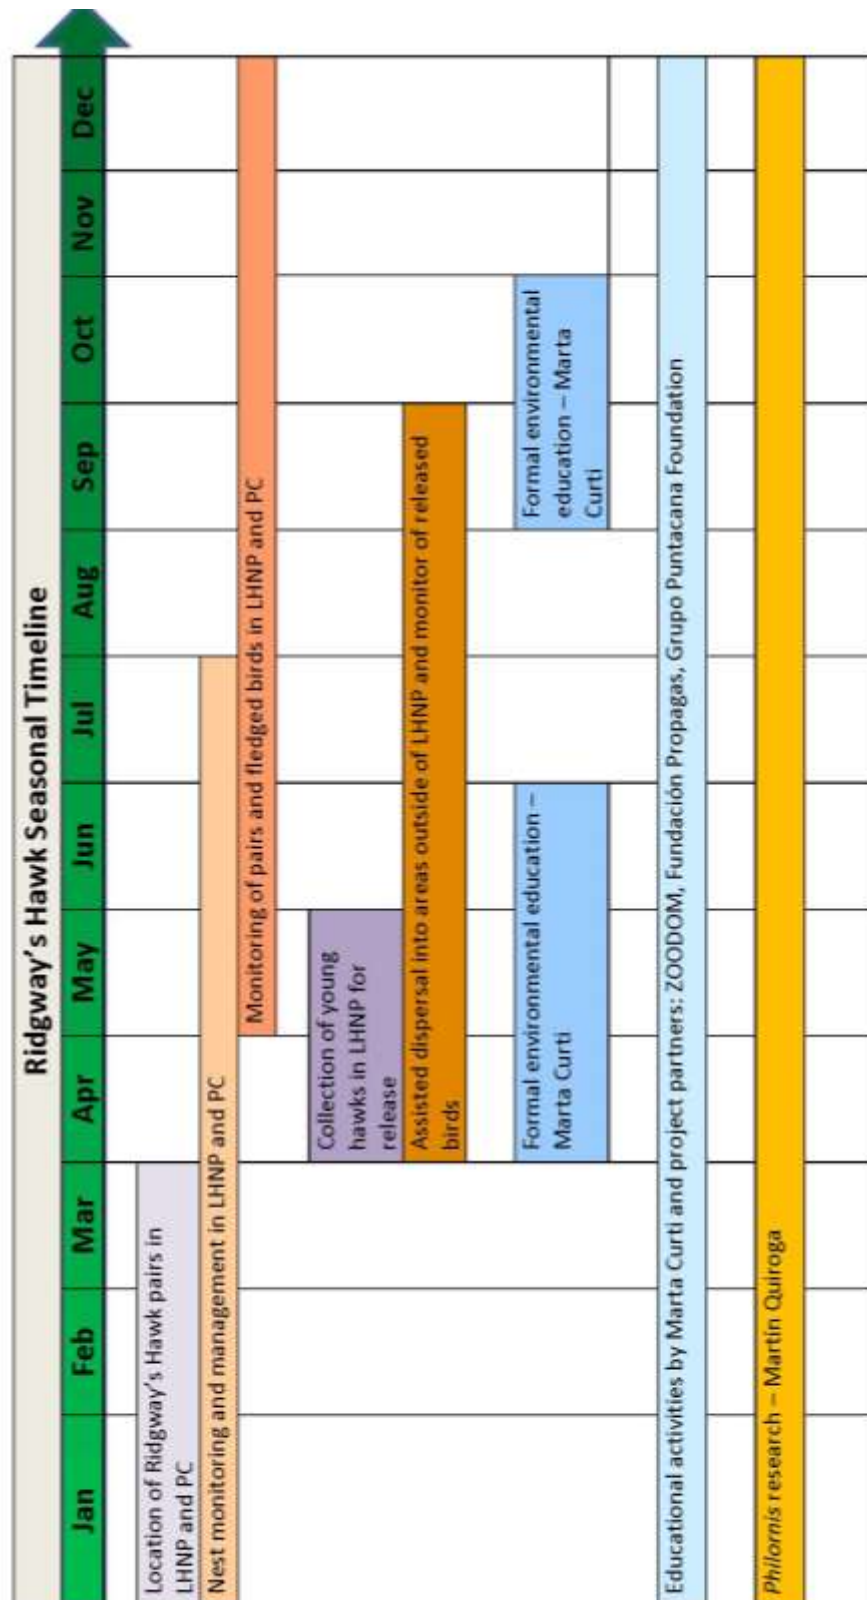 Ridgway's Hawk Seasonal Timeline
Jan
Feb
Mar
Apr
May
Jun
Jul
Aug
Sep
Oct
Nov
Dec
Location of Ridgway's Hawk pairs in
LHNP and PC
Nest monitoring and management in LHNP and PC
Monitoring of pairs and fledged birds in LHNP and PC
Collection of young
hawks in LHNP for
release
Assisted dispersal into areas outside of LHNP and monitor of released
birds
Formal environmental education –
Marta Curti
Formal environmental
education – Marta
Curti
Educational activities by Marta Curti and project partners: ZOODOM, Fundación Propagas, Grupo Puntacana Foundation
Philornis research – Martin Quiroga